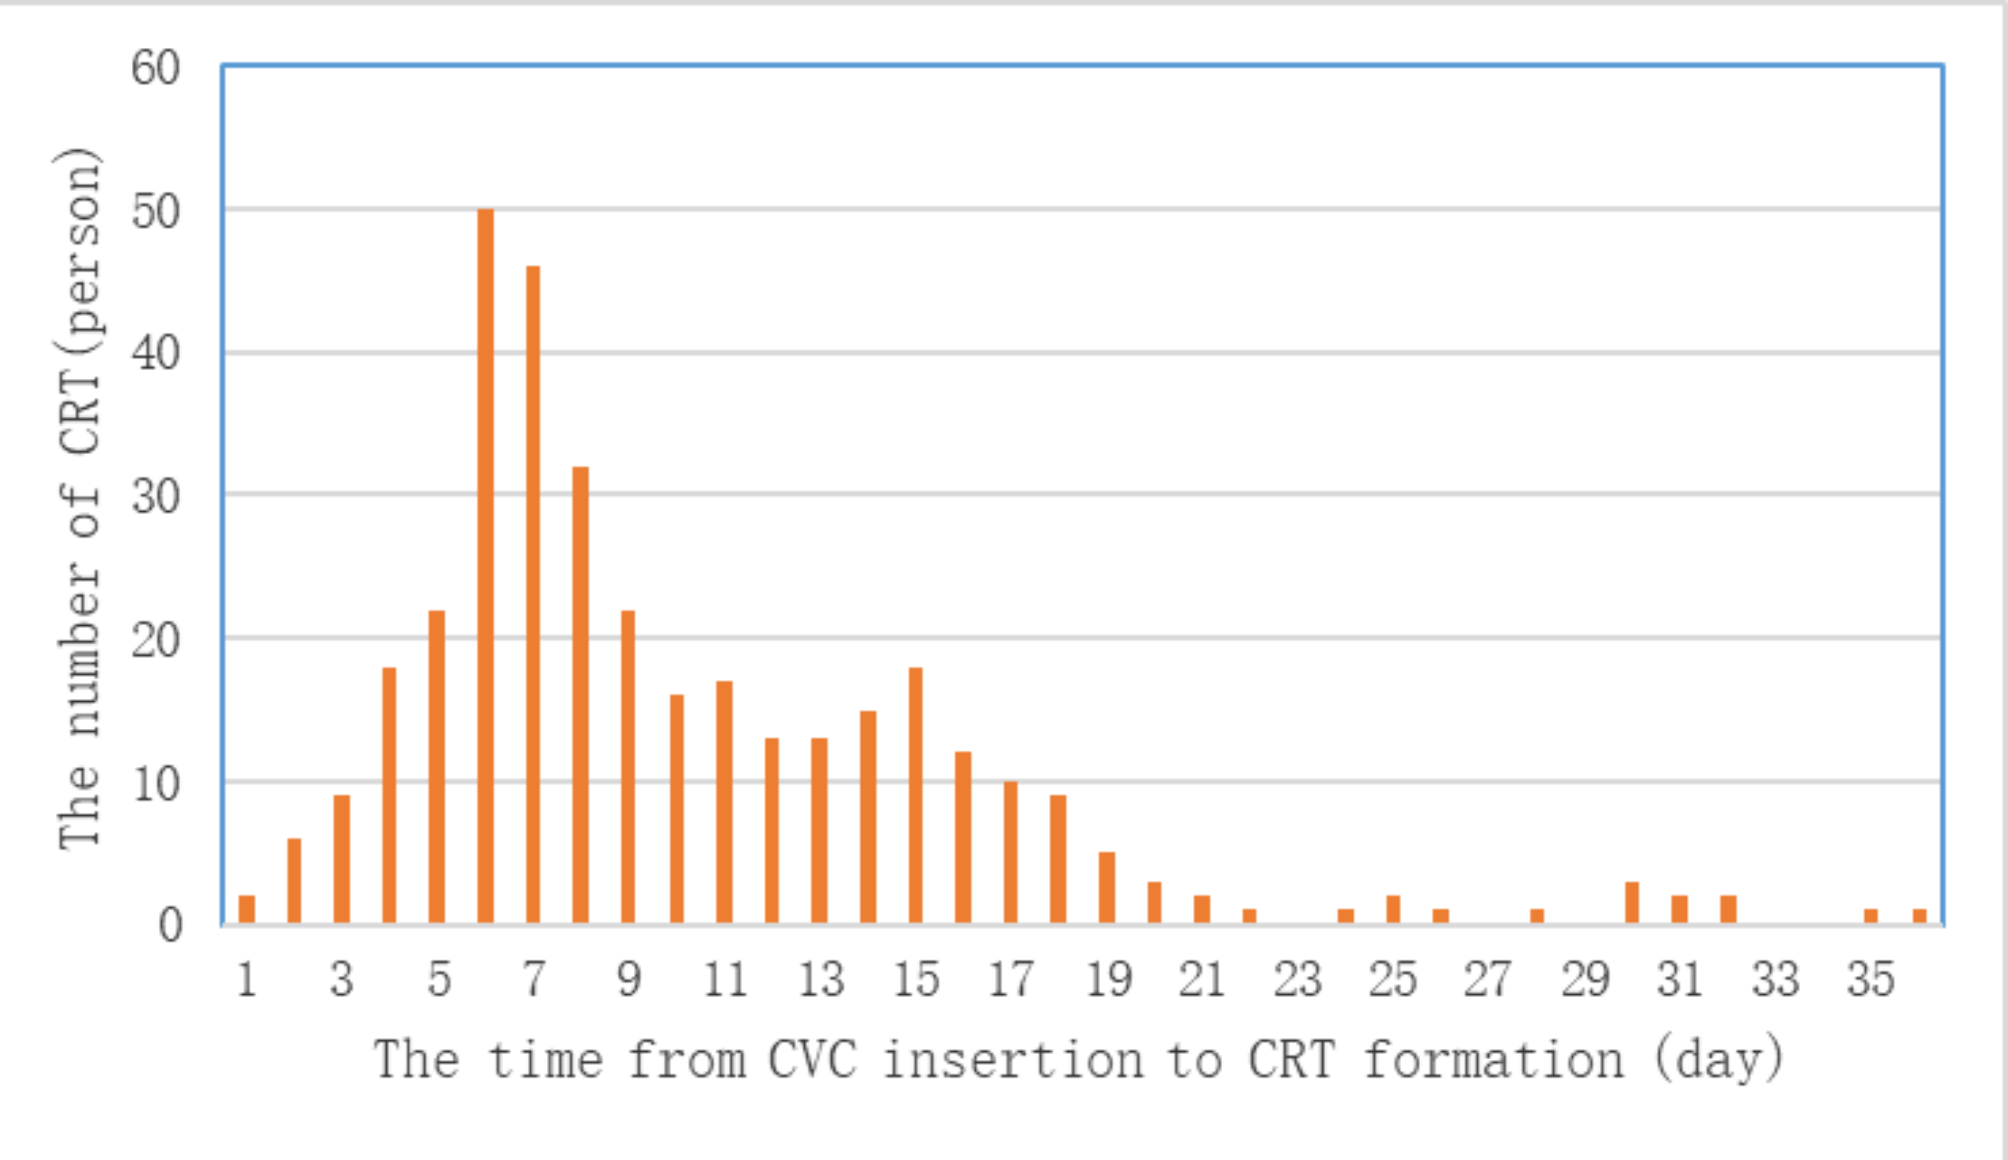 60
50
40
30
20
10
0
The number of CRT(person)
1 3 5 7 9 11 13 15 17 19 21 23 25 27 29 31 33 35
The time from CVC insertion to CRT formation (day)